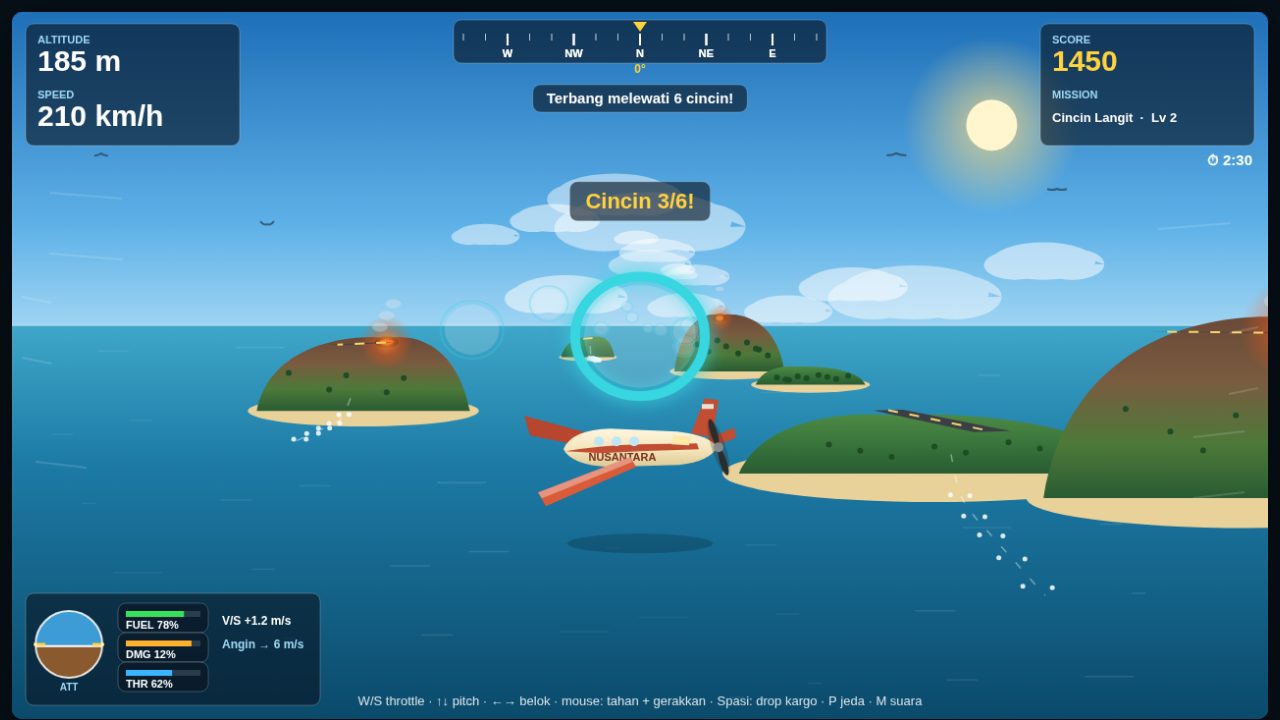 ALTITUDE
185 m
SPEED
210 km/h
W NW N NE E
0°
Terbang melewati 6 cincin!
SCORE
1450
MISSION
Cincin Langit · Lv 2
⏱ 2:30
Cincin 3/6!
NUSANTARA
FUEL 78%
DMG 12%
THR 62%
ATT
V/S +1.2 m/s
Angin → 6 m/s
W/S throttle · ↑↓ pitch · ←→ belok · mouse: tahan + gerakkan · Spasi: drop kargo · P jeda · M suara